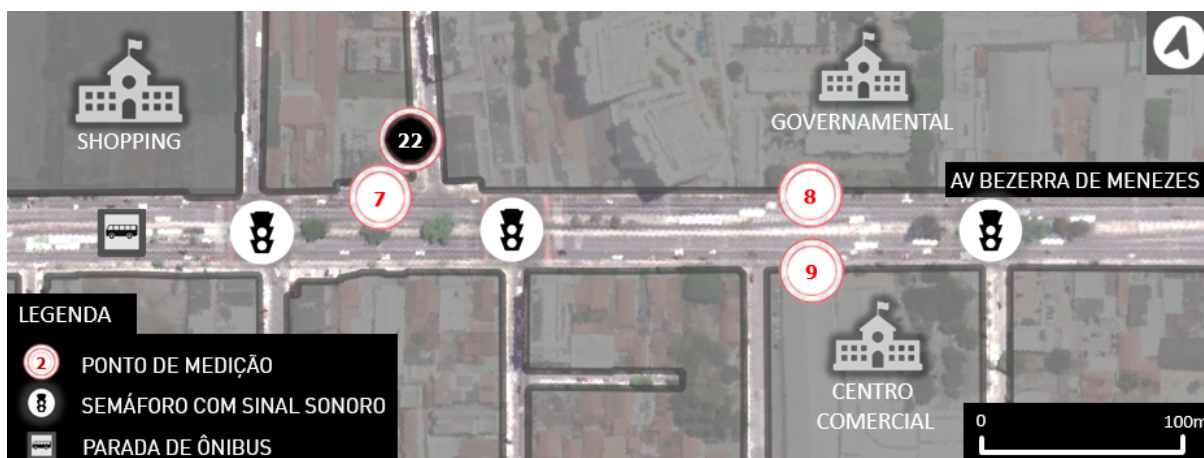 SHOPPING
22
7
GOVERNAMENTAL
8
AV BEZERRA DE MENEZES
9
LEGENDA
2 PONTO DE MEDIÇÃO
SEMÁFORO COM SINAL SONORO
PARADA DE ÔNIBUS
CENTRO
COMERCIAL
0 100m